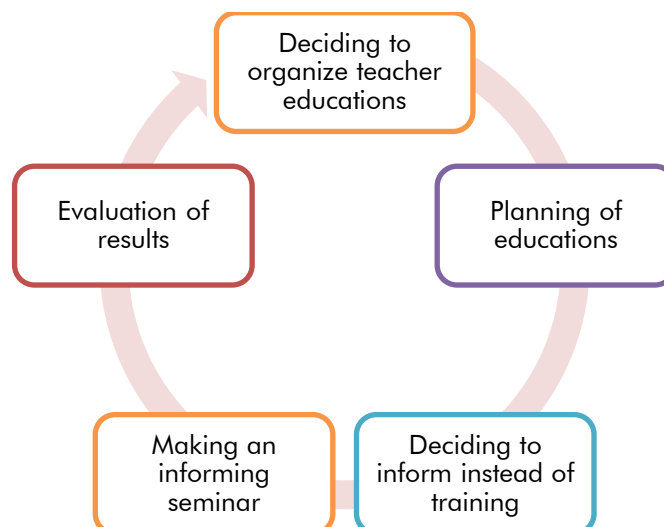 Deciding to
organize teacher
educations
Planning of
educations
Deciding to
inform instead of
training
Making an
informing
seminar
Evaluation of
results